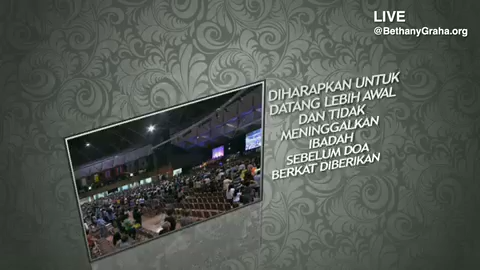 LIVE
@BethanyGraha.org
DIHARAPKAN UNTUK
DATANG LEBIH AWAL
DAN TIDAK
MENINGGALKAN
IBADAH
SEBELUM DOA
BERKAT DIBERIKAN